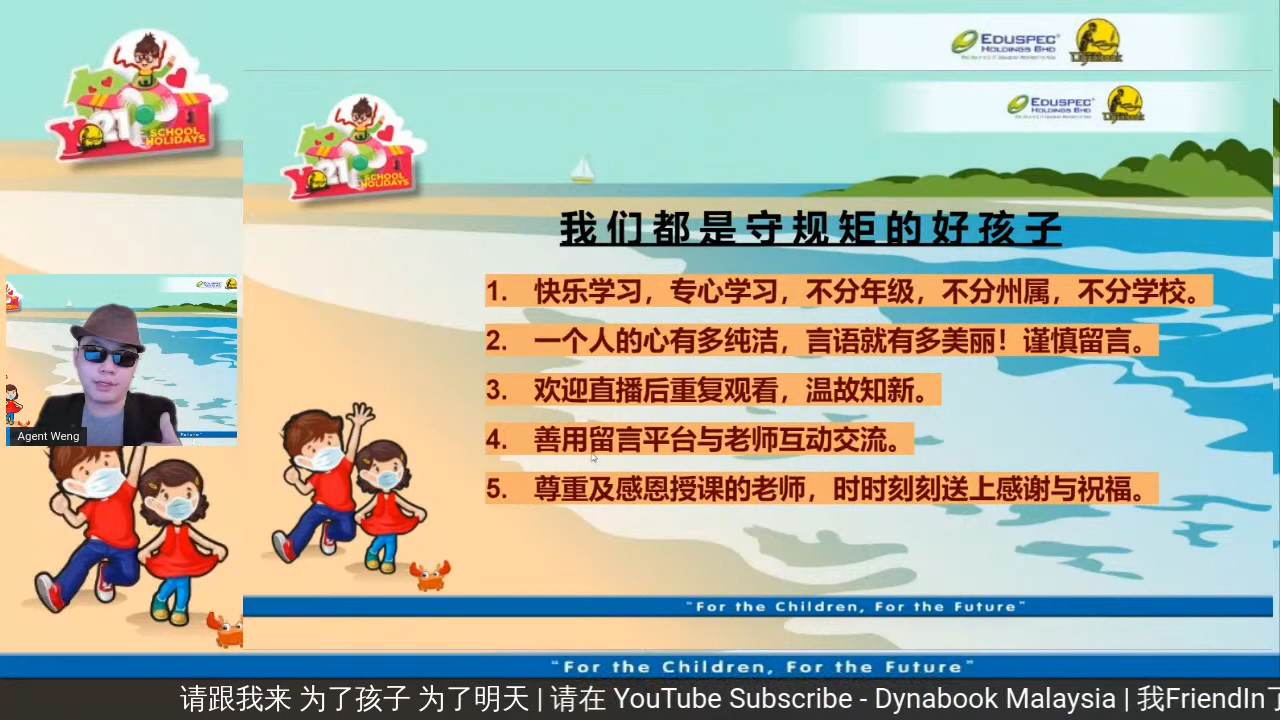 EDUSPEC
HOLDINGS BHD
Dynabook
EDUSPEC
HOLDINGS BHD
Dynabook
Y 21
SCHOOL
HOLIDAYS
Y 21
SCHOOL
HOLIDAYS
我们都是守规矩的好孩子
1. 快乐学习，专心学习，不分年级，不分州属，不分学校。
2. 一个人的心有多纯洁，言语就有多美丽！谨慎留言。
3. 欢迎直播后重复观看，温故知新。
4. 善用留言平台与老师互动交流。
5. 尊重及感恩授课的老师，时时刻刻送上感谢与祝福。
Agent Weng
"For the Children, For the Future"
"For the Children, For the Future"
请跟我来 为了孩子 为了明天 | 请在 YouTube Subscribe - Dynabook Malaysia | 我FriendIn了